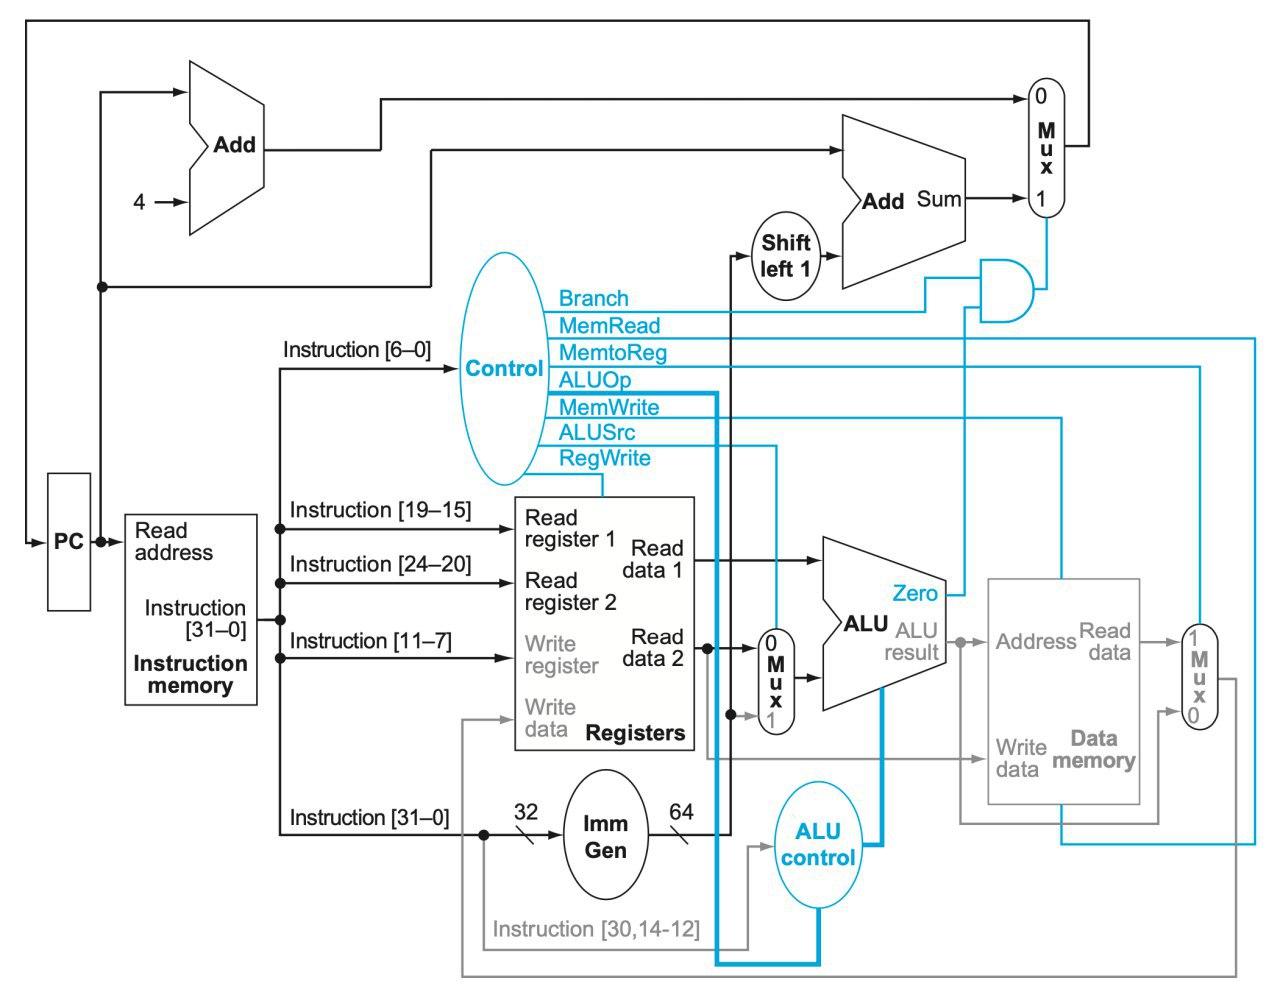 0
M
u
x
1
Add
4
Add Sum
Shift
left 1
Branch
MemRead
MemtoReg
ALUOp
MemWrite
ALUSrc
RegWrite
Control
Instruction [6–0]
Instruction [19–15]
Instruction [24–20]
Instruction [11–7]
Instruction [31–0]
PC
Read
address
Instruction
[31–0]
Instruction
memory
Read
register 1
Read
register 2
Write
register
Write
data
Read
data 1
Read
data 2
Registers
0
M
u
x
1
Zero
ALU
ALU
result
Address
Read
data
Write
data
Data
memory
1
M
u
x
0
32
Imm
Gen
64
ALU
control
Instruction [30,14-12]